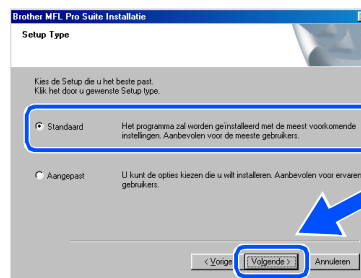 Brother MFL Pro Suite Installatie
Setup Type
Kies de Setup die u het beste past.
Klik het door u gewenste Setup type.
Standaard
Het programma zal worden geïnstalleerd met de meest voorkomende
instellingen. Aanbevolen voor de meeste gebruikers.
Aangepast
U kunt de opties kiezen die u wilt installeren. Aanbevolen voor
gebruikers.
< Vorige
Volgende >
Annuleren